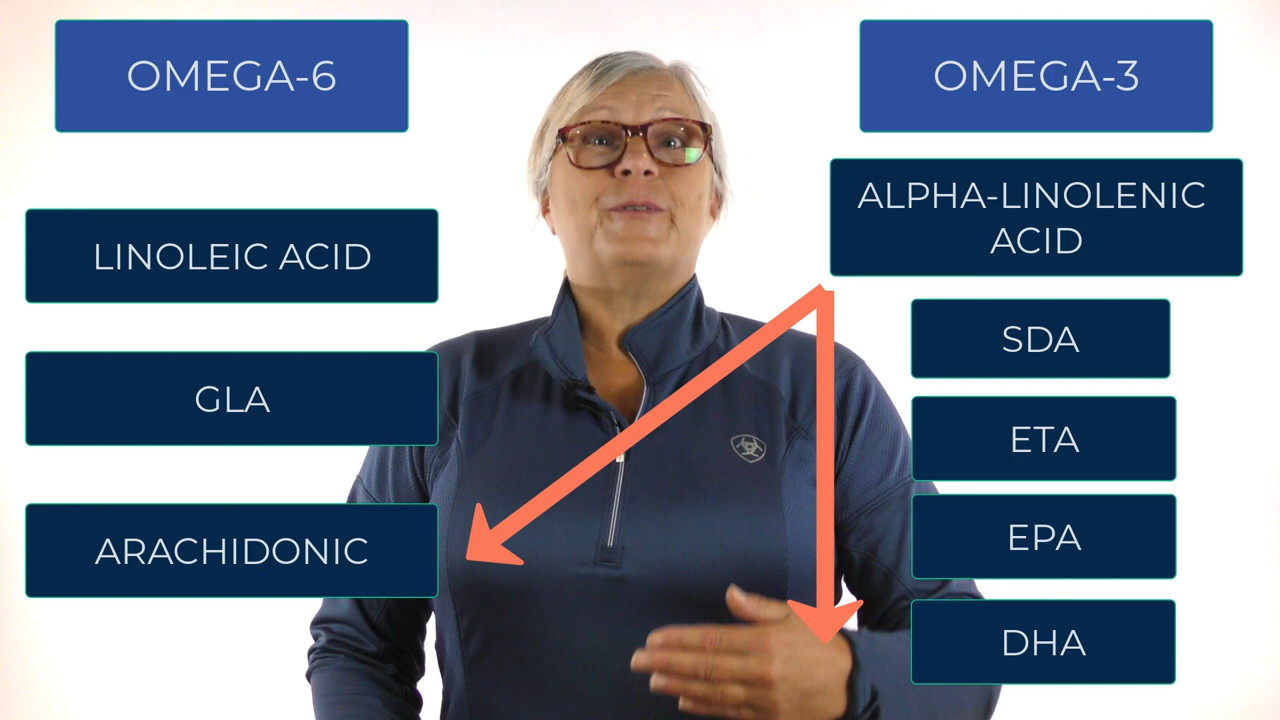 OMEGA-6
LINOLEIC ACID
GLA
ARACHIDONIC
OMEGA-3
ALPHA-LINOLENIC
ACID
SDA
ETA
EPA
DHA